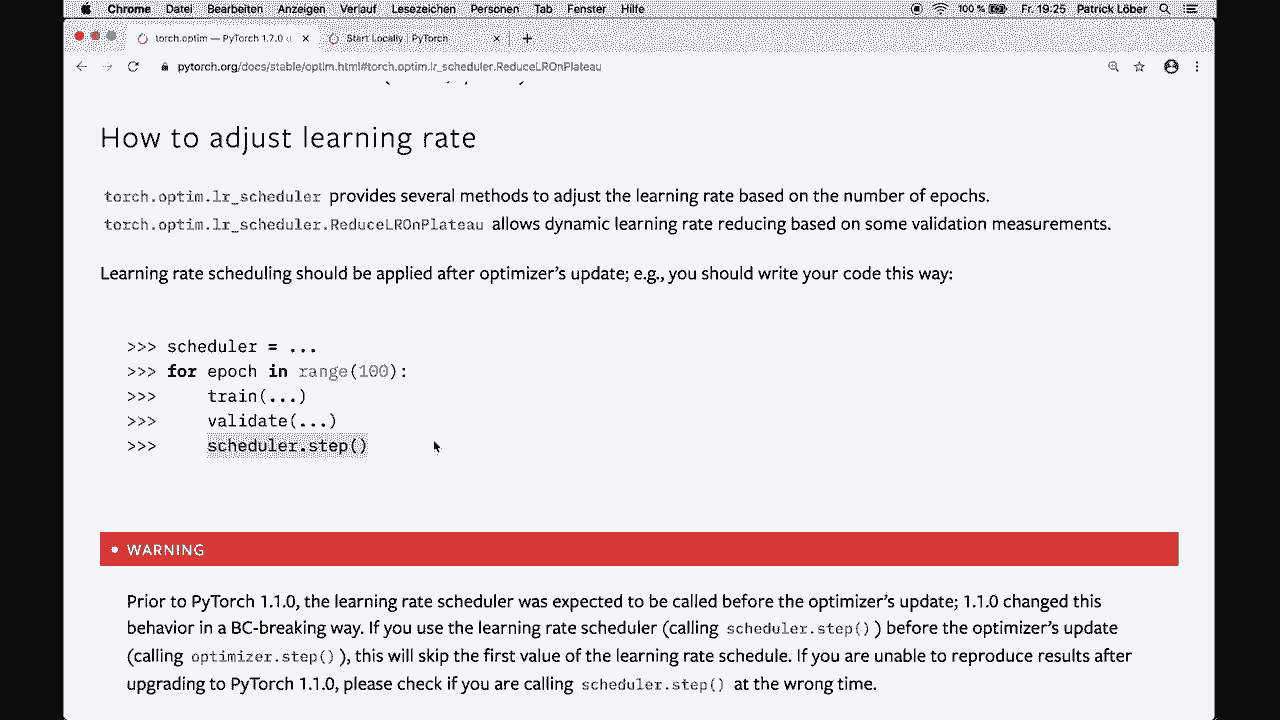 Chrome Datei Bearbeiten Anzeigen Verlauf Lesezeichen Personen Tab Fenster Hilfe 100 % Fr. 19:25 Patrick Löber
torch.optim — PyTorch 1.7.0 Start Locally | PyTorch
pytorch.org/docs/stable/optim.html#torch.optim.lr_scheduler.ReduceLROnPlateau
How to adjust learning rate
torch.optim.lr_scheduler provides several methods to adjust the learning rate based on the number of epochs.
torch.optim.lr_scheduler.ReduceLROnPlateau allows dynamic learning rate reducing based on some validation measurements.
Learning rate scheduling should be applied after optimizer's update; e.g., you should write your code this way:
>>> scheduler = ...
>>> for epoch in range(100):
>>>     train(...)
>>>     validate(...)
>>>     scheduler.step()
WARNING
Prior to PyTorch 1.1.0, the learning rate scheduler was expected to be called before the optimizer's update; 1.1.0 changed this
behavior in a BC-breaking way. If you use the learning rate scheduler (calling scheduler.step() ) before the optimizer's update
(calling optimizer.step() ), this will skip the first value of the learning rate schedule. If you are unable to reproduce results after
upgrading to PyTorch 1.1.0, please check if you are calling scheduler.step() at the wrong time.